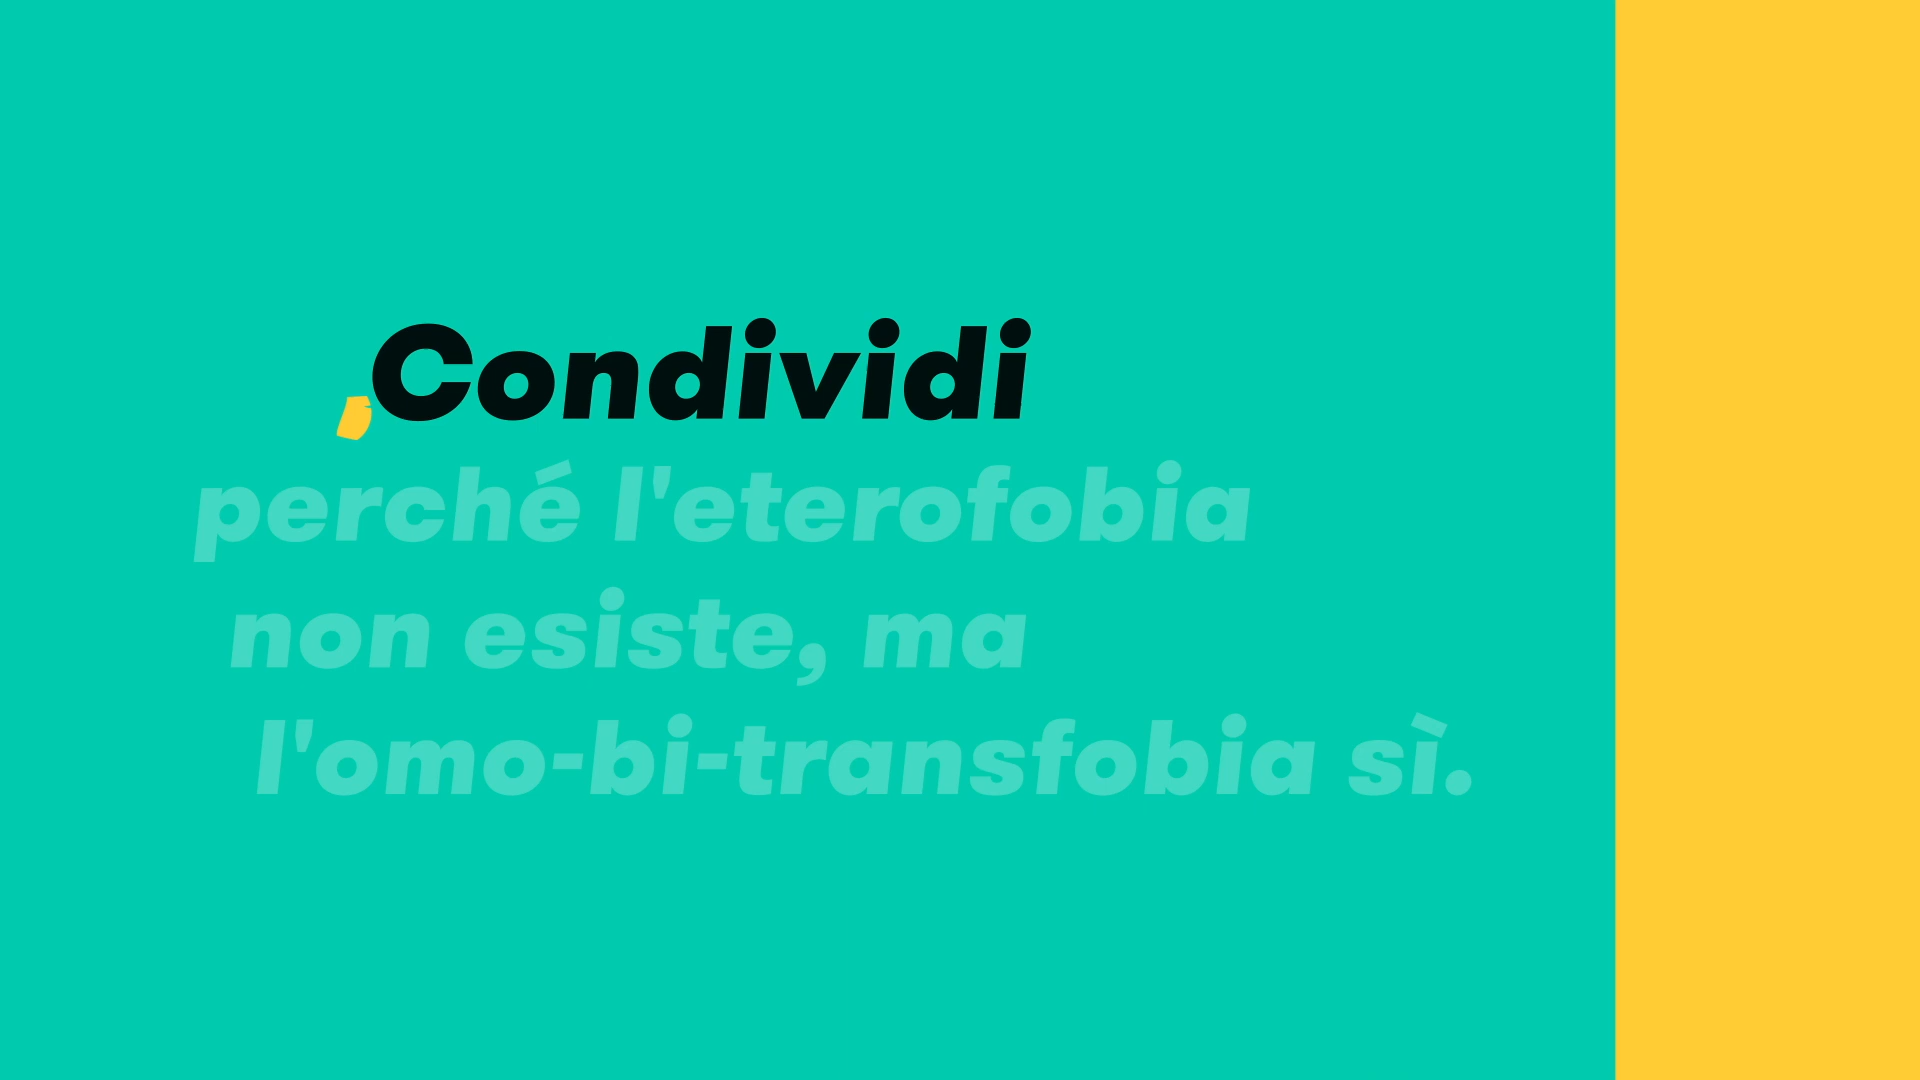 Condividi
perché l'eterofobia
non esiste, ma
l'omo-bi-transfobia sì.